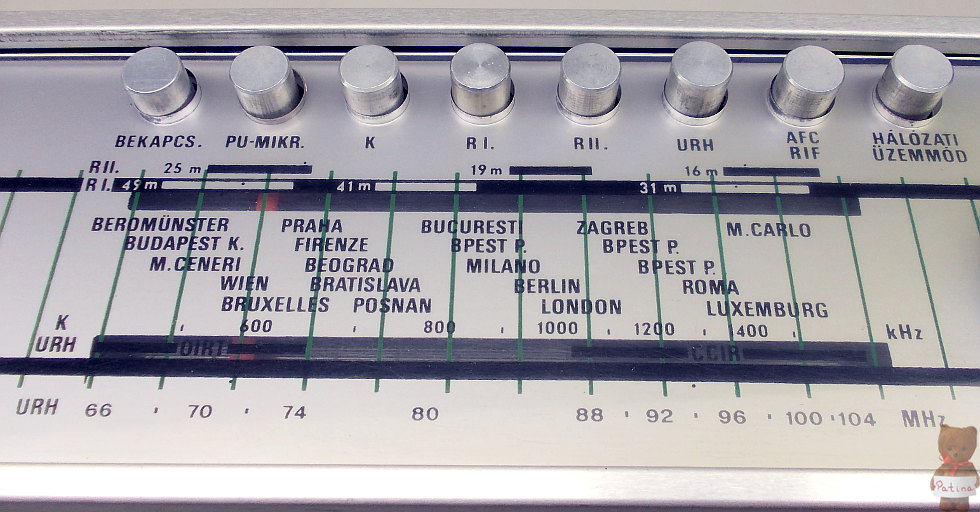 BEKAPCS. PU-MIKR. K R I. R II. URH AFC RIF HÁLÓZATI ÜZEMMÓD
R II. 25 m 19 m 16 m
R I. 49 m 41 m 31 m
BEROMÜNSTER PRAHA BUCURESTI ZAGREB M. CARLO
BUDAPEST K. FIRENZE BPEST P. BPEST P.
M. CENERI BEOGRAD MILANO BPEST P.
WIEN BRATISLAVA BERLIN ROMA
BRUXELLES POSNAN LONDON LUXEMBURG
K 600 800 1000 1200 1400 kHz
URH OIRT CCIR
URH 66 70 74 80 88 92 96 100 104 MHz
Patina